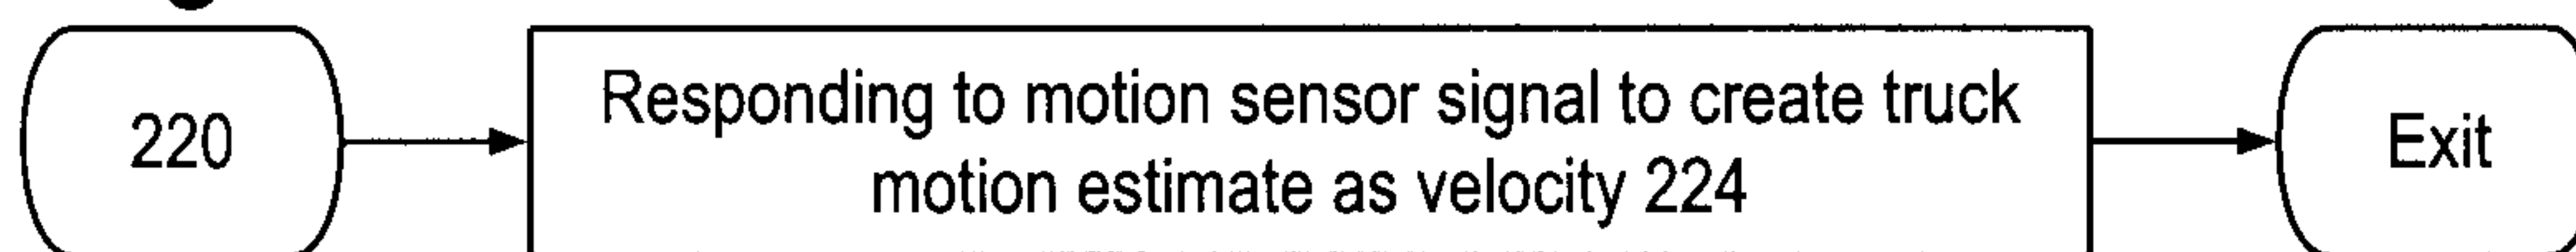 220
Responding to motion sensor signal to create truck
motion estimate as velocity 224
Exit